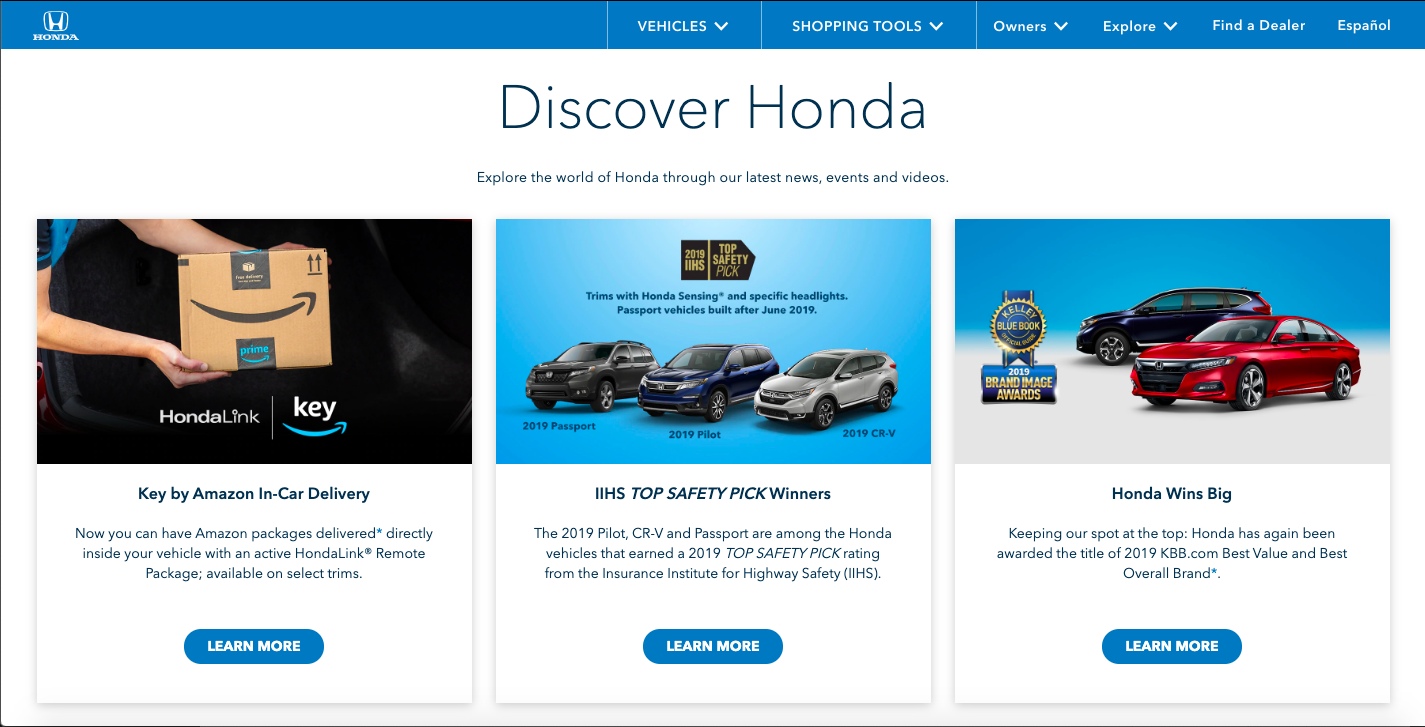 HONDA
VEHICLES
SHOPPING TOOLS
Owners
Explore
Find a Dealer
Español
Discover Honda
Explore the world of Honda through our latest news, events and videos.
free delivery
prime
HondaLink
key
Key by Amazon In-Car Delivery
Now you can have Amazon packages delivered* directly
inside your vehicle with an active HondaLink® Remote
Package; available on select trims.
LEARN MORE
2019
IIHS
TOP
SAFETY
PICK
Trims with Honda Sensing® and specific headlights.
Passport vehicles built after June 2019.
2019 Passport
2019 Pilot
2019 CR-V
IIHS TOP SAFETY PICK Winners
The 2019 Pilot, CR-V and Passport are among the Honda
vehicles that earned a 2019 TOP SAFETY PICK rating
from the Insurance Institute for Highway Safety (IIHS).
LEARN MORE
KELLEY
BLUE BOOK
OFFICIAL GUIDE
2019
BRAND IMAGE
AWARDS
Honda Wins Big
Keeping our spot at the top: Honda has again been
awarded the title of 2019 KBB.com Best Value and Best
Overall Brand*.
LEARN MORE